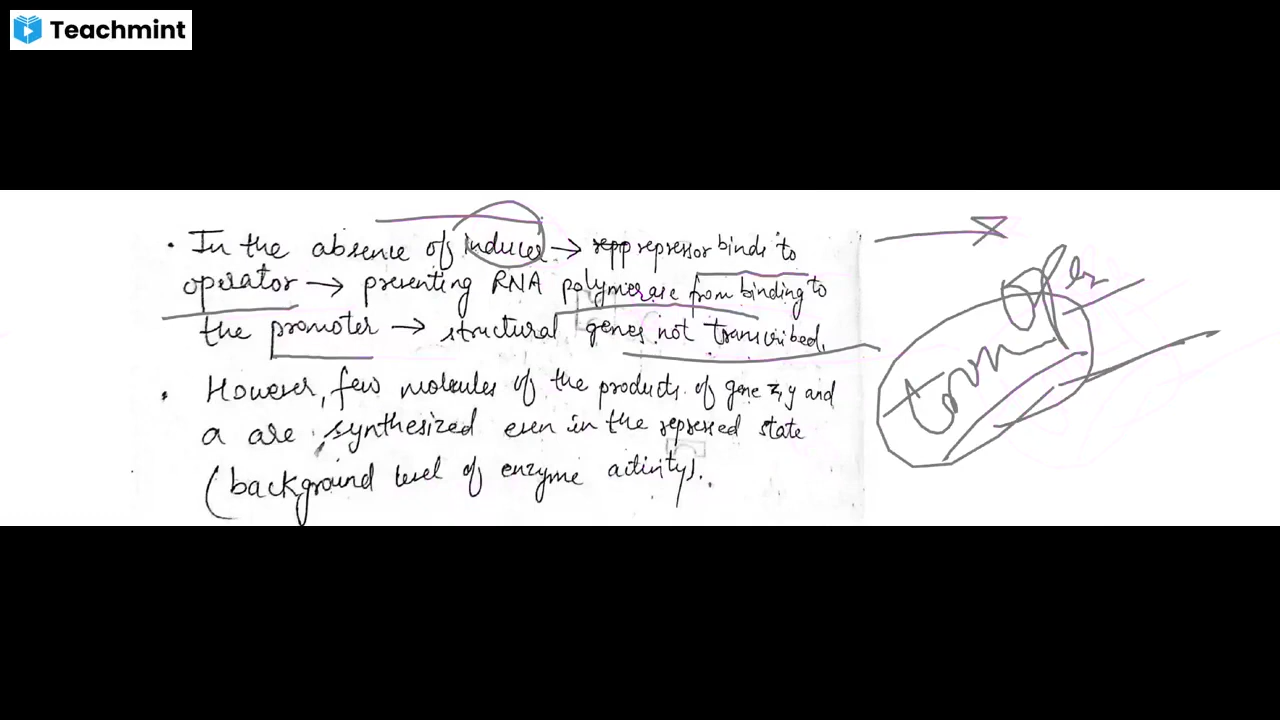 Teachmint
• In the absence of inducer → repp repressor binds to
operator → preventing RNA polymerase from binding to
the promoter → structural genes not transcribed.
• However, few molecules of the products of gene z, y and
a are synthesized even in the repressed state
(background level of enzyme activity).